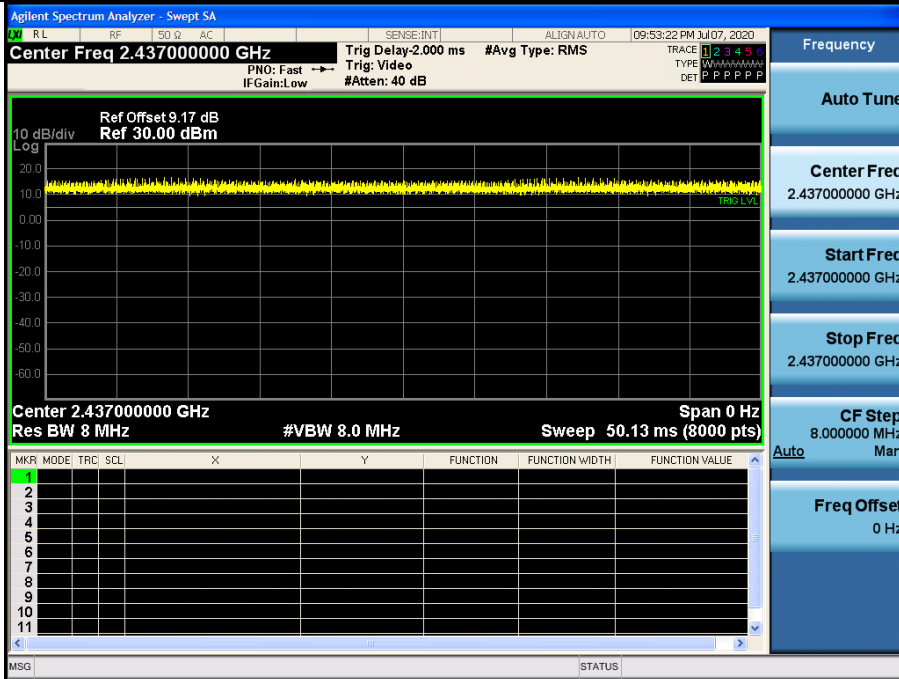 Agilent Spectrum Analyzer - Swept SA
LXI RL RF 50 Ω AC SENSE:INT ALIGN AUTO 09:53:22 PM Jul 07, 2020
Center Freq 2.437000000 GHz
PNO: Fast
IFGain:Low
Trig Delay-2.000 ms
Trig: Video
#Atten: 40 dB
#Avg Type: RMS
TRACE 1 2 3 4 5 6
TYPE W
DET P P P P P P
Ref Offset 9.17 dB
10 dB/div Ref 30.00 dBm
Log
20.0
10.0
TRIG LVL
0.00
-10.0
-20.0
-30.0
-40.0
-50.0
-60.0
Center 2.437000000 GHz Span 0 Hz
Res BW 8 MHz #VBW 8.0 MHz Sweep 50.13 ms (8000 pts)
MKR MODE TRC SCL X Y FUNCTION FUNCTION WIDTH FUNCTION VALUE
1
2
3
4
5
6
7
8
9
10
11
MSG STATUS
Frequency
Auto Tune
Center Freq
2.437000000 GHz
Start Freq
2.437000000 GHz
Stop Freq
2.437000000 GHz
CF Step
8.000000 MHz
Auto Man
Freq Offset
0 Hz